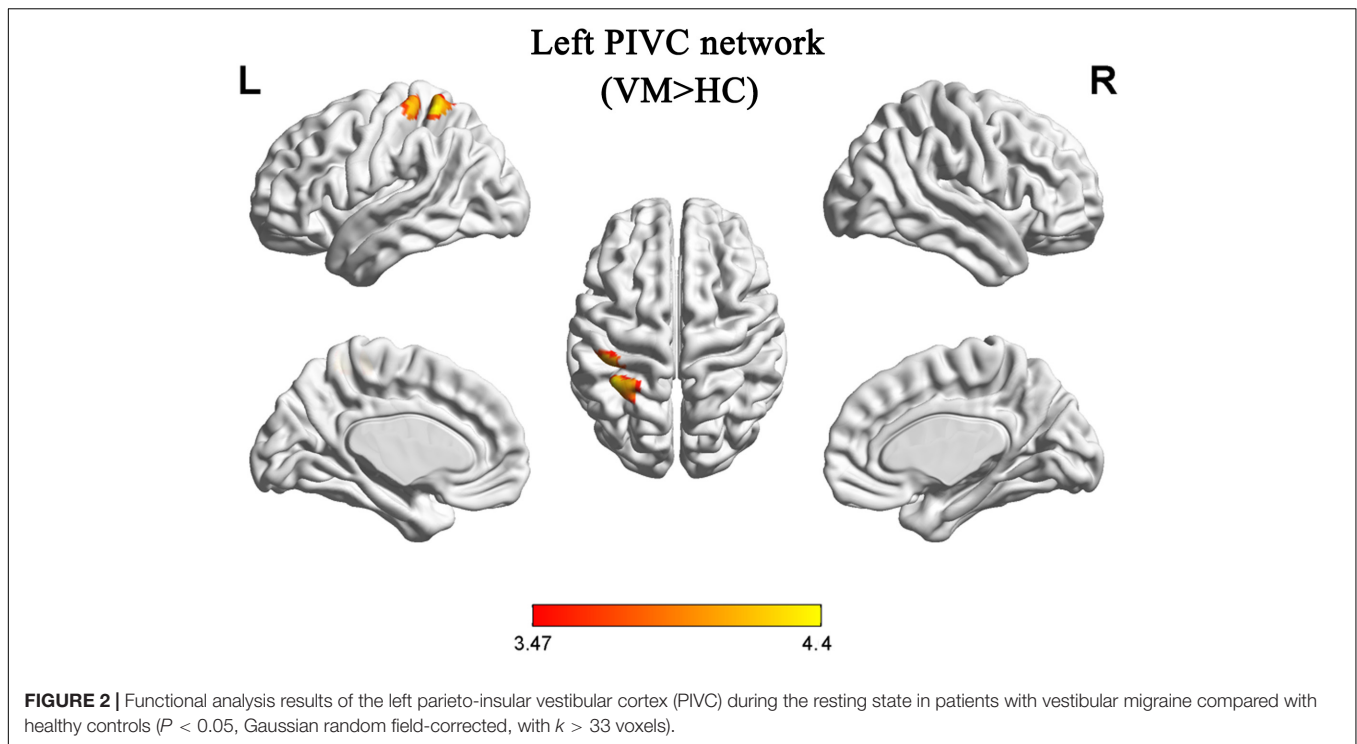 Left PIVC network
(VM>HC)
L
R
3.47
4.4
FIGURE 2 | Functional analysis results of the left parieto-insular vestibular cortex (PIVC) during the resting state in patients with vestibular migraine compared with
healthy controls (P < 0.05, Gaussian random field-corrected, with k > 33 voxels).